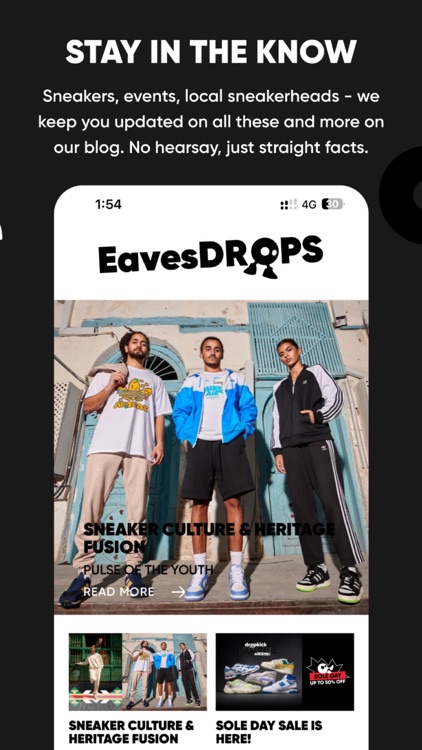 STAY IN THE KNOW
Sneakers, events, local sneakerheads - we
keep you updated on all these and more on
our blog. No hearsay, just straight facts.
1:54
4G 30
EavesDROPS
SNEAKER CULTURE & HERITAGE
FUSION
PULSE OF THE YOUTH
READ MORE
dropkick
SOLE DAY
UP TO 50% OFF
SNEAKER CULTURE &
HERITAGE FUSION
SOLE DAY SALE IS
HERE!